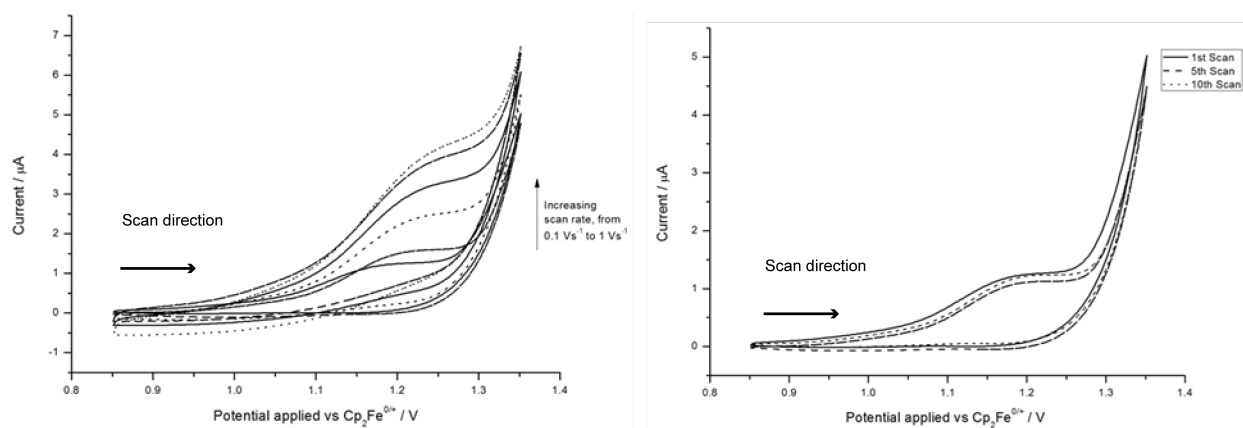 7
6
5
4
3
2
1
0
-1
Current / μA
Scan direction
Increasing
scan rate, from
0.1 Vs⁻¹ to 1 Vs⁻¹
0.8 0.9 1.0 1.1 1.2 1.3 1.4
Potential applied vs Cp₂Fe⁰/⁺ / V
5
4
3
2
1
0
Current / μA
1st Scan
5th Scan
10th Scan
Scan direction
0.8 0.9 1.0 1.1 1.2 1.3 1.4
Potential applied vs Cp₂Fe⁰/⁺ / V